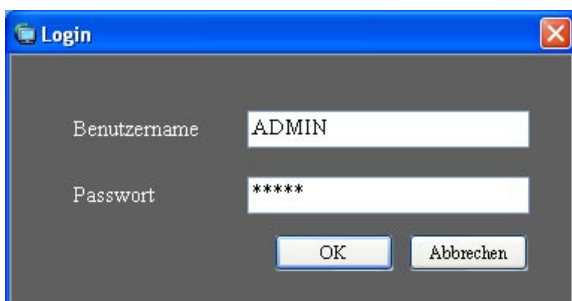 Login
Benutzername
ADMIN
Passwort
*****
OK
Abbrechen